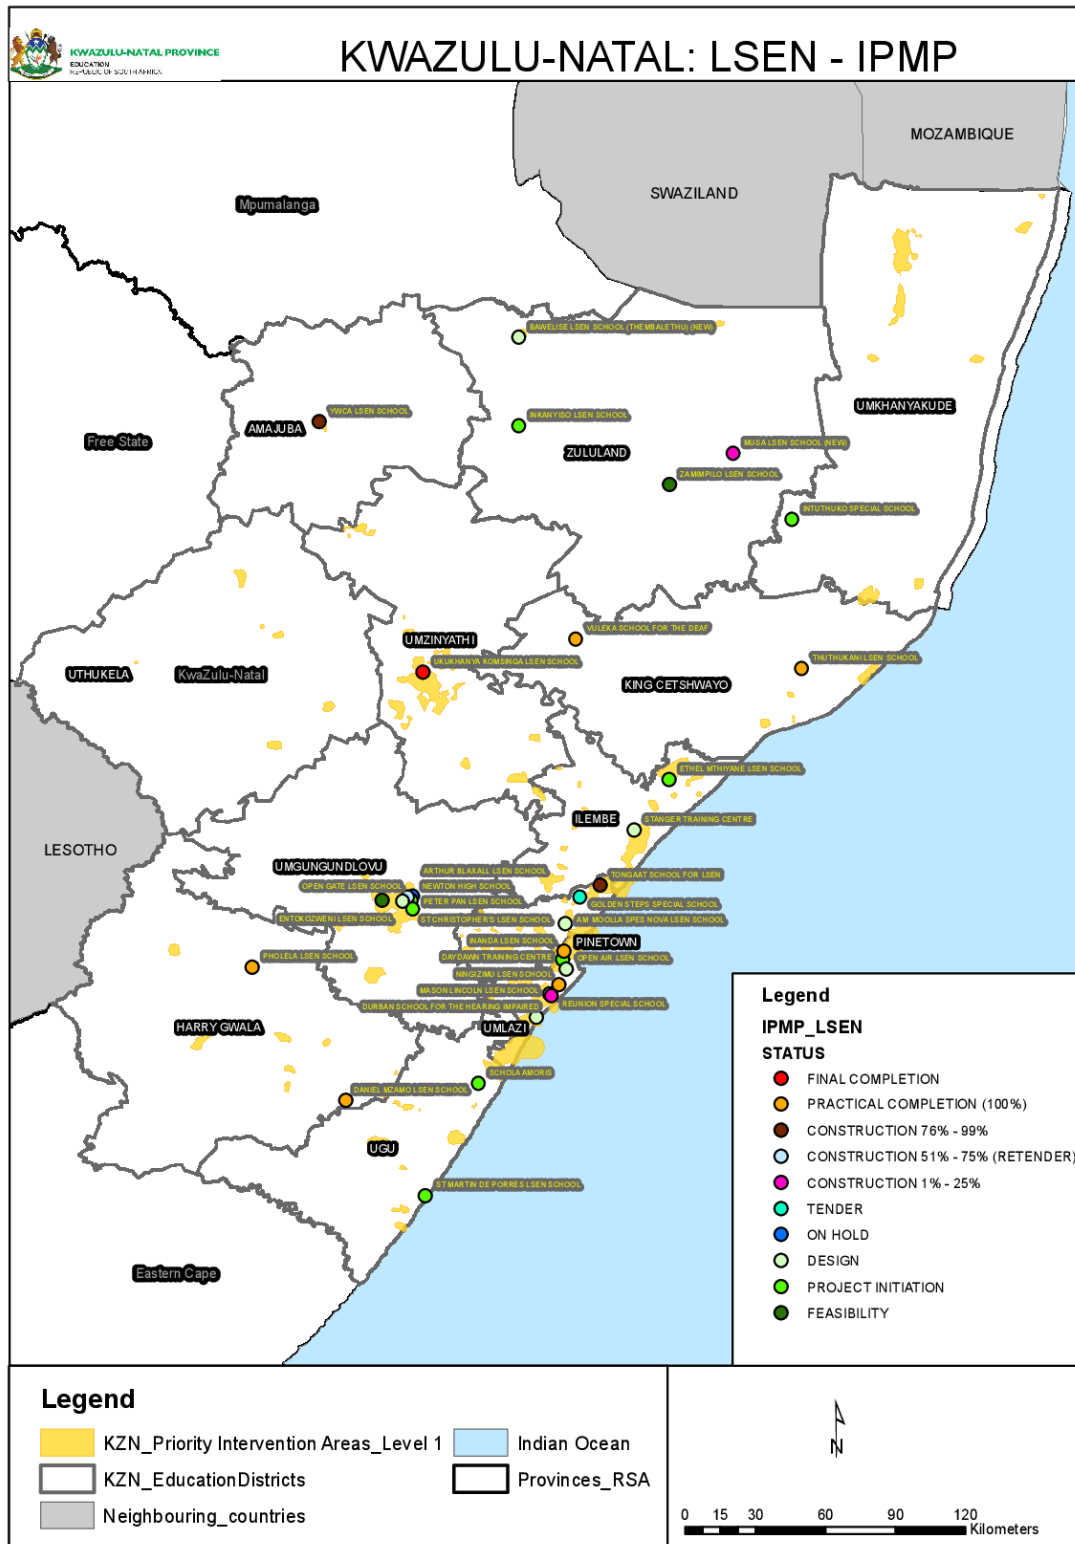 KWAZULU-NATAL PROVINCE
EDUCATION
REPUBLIC OF SOUTH AFRICA
KWAZULU-NATAL: LSEN - IPMP
MOZAMBIQUE
SWAZILAND
Mpumalanga
BAWELISE LSEN SCHOOL (THEMBALETHU) (NEW)
YWCA LSEN SCHOOL
INKANYISO LSEN SCHOOL
UMKHANYAKUDE
AMAJUBA
Free State
MUSA LSEN SCHOOL (NEW)
ZULULAND
ZAMIMPILO LSEN SCHOOL
INTUTHUKO SPECIAL SCHOOL
VULEKA SCHOOL FOR THE DEAF
UMZINYATHI
THUTHUKANI LSEN SCHOOL
UKUKHANYA KOMSINGA LSEN SCHOOL
UTHUKELA
KwaZulu-Natal
KING CETSHWAYO
ETHEL MTHIYANE LSEN SCHOOL
ILEMBE
STANGER TRAINING CENTRE
LESOTHO
UMGUNGUNDLOVU
ARTHUR BLAXALL LSEN SCHOOL
TONGAAT SCHOOL FOR LSEN
OPEN GATE LSEN SCHOOL
NEWTON HIGH SCHOOL
PETER PAN LSEN SCHOOL
GOLDEN STEPS SPECIAL SCHOOL
ENTOKOZWENI LSEN SCHOOL
ST CHRISTOPHER'S LSEN SCHOOL
AM MOOLLA SPES NOVA LSEN SCHOOL
INANDA LSEN SCHOOL
PINETOWN
PHOLELA LSEN SCHOOL
DAYDAWN TRAINING CENTRE
OPEN AIR LSEN SCHOOL
NINGIZIMU LSEN SCHOOL
MASON LINCOLN LSEN SCHOOL
DURBAN SCHOOL FOR THE HEARING IMPAIRED
REUNION SPECIAL SCHOOL
HARRY GWALA
UMLAZI
SCHOLA AMORIS
DANIEL MZAMO LSEN SCHOOL
UGU
ST MARTIN DE PORRES LSEN SCHOOL
Eastern Cape
Legend
IPMP_LSEN
STATUS
FINAL COMPLETION
PRACTICAL COMPLETION (100%)
CONSTRUCTION 76% - 99%
CONSTRUCTION 51% - 75% (RETENDER)
CONSTRUCTION 1% - 25%
TENDER
ON HOLD
DESIGN
PROJECT INITIATION
FEASIBILITY
Legend
KZN_Priority Intervention Areas_Level 1
Indian Ocean
KZN_EducationDistricts
Provinces_RSA
Neighbouring_countries
N
0 15 30 60 90 120
Kilometers